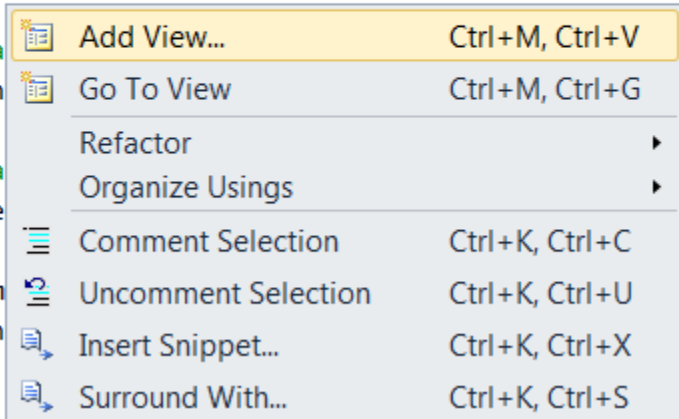 Add View... Ctrl+M, Ctrl+V
Go To View Ctrl+M, Ctrl+G
Refactor
Organize Usings
Comment Selection Ctrl+K, Ctrl+C
Uncomment Selection Ctrl+K, Ctrl+U
Insert Snippet... Ctrl+K, Ctrl+X
Surround With... Ctrl+K, Ctrl+S